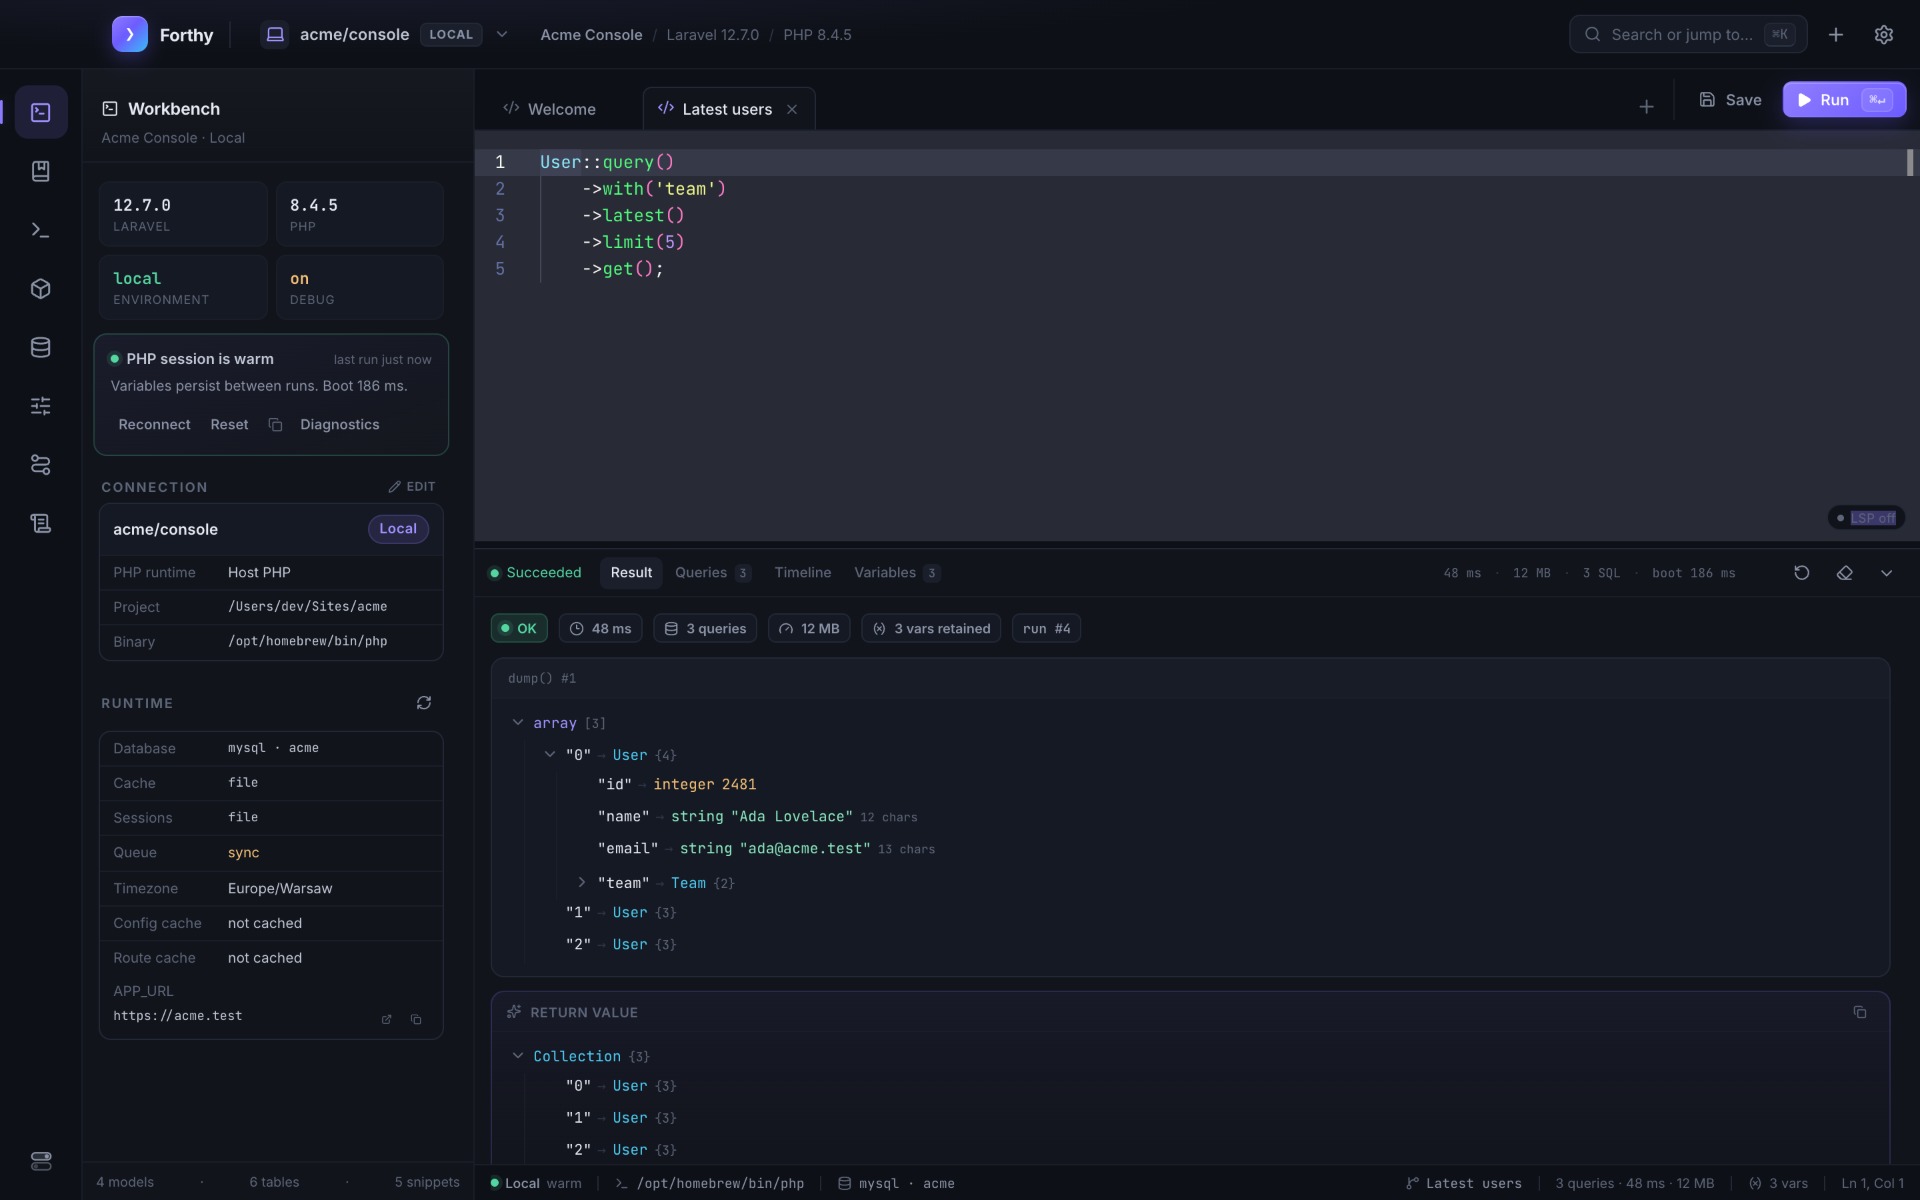 Forthy
acme/console LOCAL
Acme Console / Laravel 12.7.0 / PHP 8.4.5
Search or jump to... ⌘K
Workbench
Acme Console · Local
12.7.0
LARAVEL
8.4.5
PHP
local
ENVIRONMENT
on
DEBUG
PHP session is warm last run just now
Variables persist between runs. Boot 186 ms.
Reconnect Reset Diagnostics
CONNECTION EDIT
acme/console Local
PHP runtime Host PHP
Project /Users/dev/Sites/acme
Binary /opt/homebrew/bin/php
RUNTIME
Database mysql · acme
Cache file
Sessions file
Queue sync
Timezone Europe/Warsaw
Config cache not cached
Route cache not cached
APP_URL
https://acme.test
4 models · 6 tables · 5 snippets
Welcome
Latest users
Save
Run ⌘↵
1 User::query()
2 ->with('team')
3 ->latest()
4 ->limit(5)
5 ->get();
LSP off
Succeeded Result Queries 3 Timeline Variables 3
48 ms · 12 MB · 3 SQL · boot 186 ms
OK 48 ms 3 queries 12 MB 3 vars retained run #4
dump() #1
array [3]
"0" → User {4}
"id" → integer 2481
"name" → string "Ada Lovelace" 12 chars
"email" → string "ada@acme.test" 13 chars
"team" → Team {2}
"1" → User {3}
"2" → User {3}
RETURN VALUE
Collection {3}
"0" → User {3}
"1" → User {3}
"2" → User {3}
Local warm /opt/homebrew/bin/php mysql · acme
Latest users 3 queries · 48 ms · 12 MB 3 vars Ln 1, Col 1